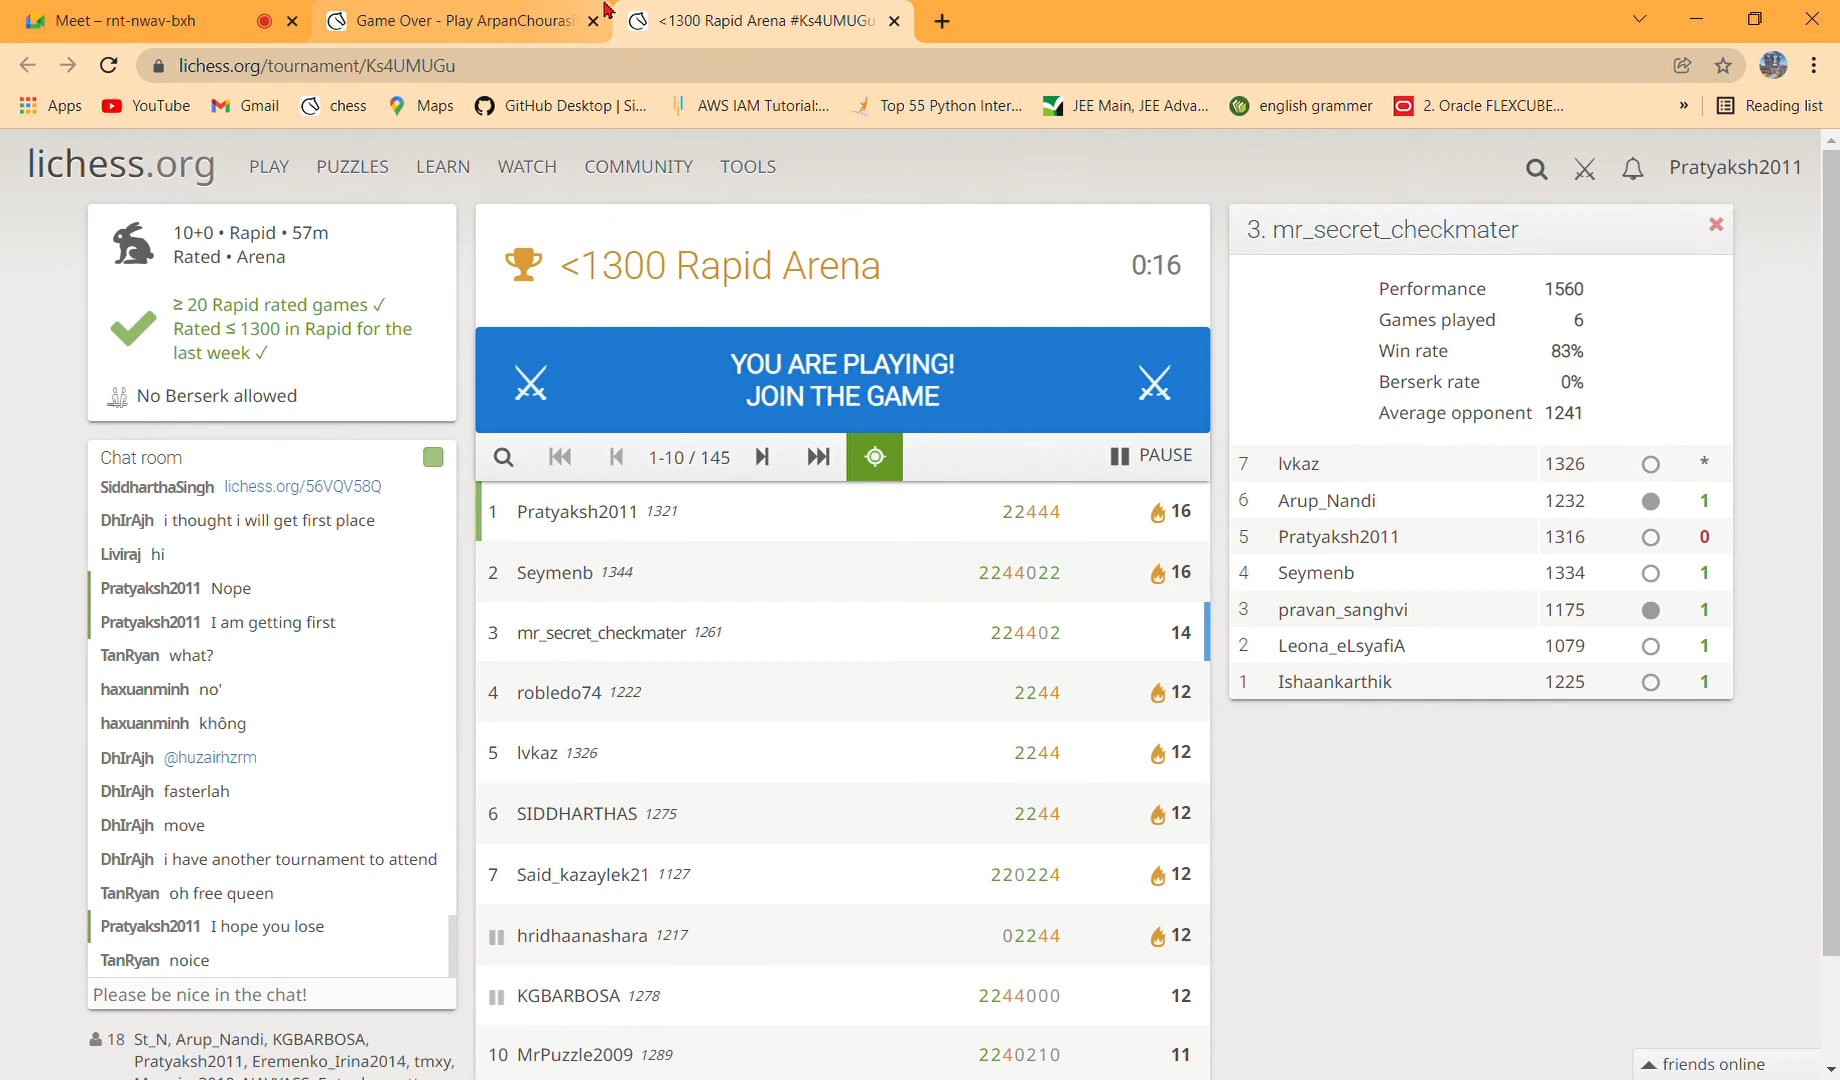 Meet – rnt-nwav-bxh
Game Over - Play ArpanChouras
<1300 Rapid Arena #Ks4UMUGu
lichess.org/tournament/Ks4UMUGu
Apps
YouTube
Gmail
chess
Maps
GitHub Desktop | Si...
AWS IAM Tutorial:...
Top 55 Python Inter...
JEE Main, JEE Adva...
english grammer
2. Oracle FLEXCUBE...
»
Reading list
lichess.org
PLAY
PUZZLES
LEARN
WATCH
COMMUNITY
TOOLS
Pratyaksh2011
10+0 • Rapid • 57m
Rated • Arena
≥ 20 Rapid rated games ✓
Rated ≤ 1300 in Rapid for the
last week ✓
No Berserk allowed
Chat room
SiddharthaSingh lichess.org/56VQV58Q
DhIrAjh i thought i will get first place
Liviraj hi
Pratyaksh2011 Nope
Pratyaksh2011 I am getting first
TanRyan what?
haxuanminh no'
haxuanminh không
DhIrAjh @huzairhzrm
DhIrAjh fasterlah
DhIrAjh move
DhIrAjh i have another tournament to attend
TanRyan oh free queen
Pratyaksh2011 I hope you lose
TanRyan noice
Please be nice in the chat!
18 St_N, Arup_Nandi, KGBARBOSA,
Pratyaksh2011, Eremenko_Irina2014, tmxy,
<1300 Rapid Arena
0:16
YOU ARE PLAYING!
JOIN THE GAME
1-10 / 145
PAUSE
1 Pratyaksh2011 1321 22444 16
2 Seymenb 1344 2244022 16
3 mr_secret_checkmater 1261 224402 14
4 robledo74 1222 2244 12
5 lvkaz 1326 2244 12
6 SIDDHARTHAS 1275 2244 12
7 Said_kazaylek21 1127 220224 12
hridhaanashara 1217 02244 12
KGBARBOSA 1278 2244000 12
10 MrPuzzle2009 1289 2240210 11
3. mr_secret_checkmater
Performance 1560
Games played 6
Win rate 83%
Berserk rate 0%
Average opponent 1241
7 lvkaz 1326 *
6 Arup_Nandi 1232 1
5 Pratyaksh2011 1316 0
4 Seymenb 1334 1
3 pravan_sanghvi 1175 1
2 Leona_eLsyafiA 1079 1
1 Ishaankarthik 1225 1
friends online